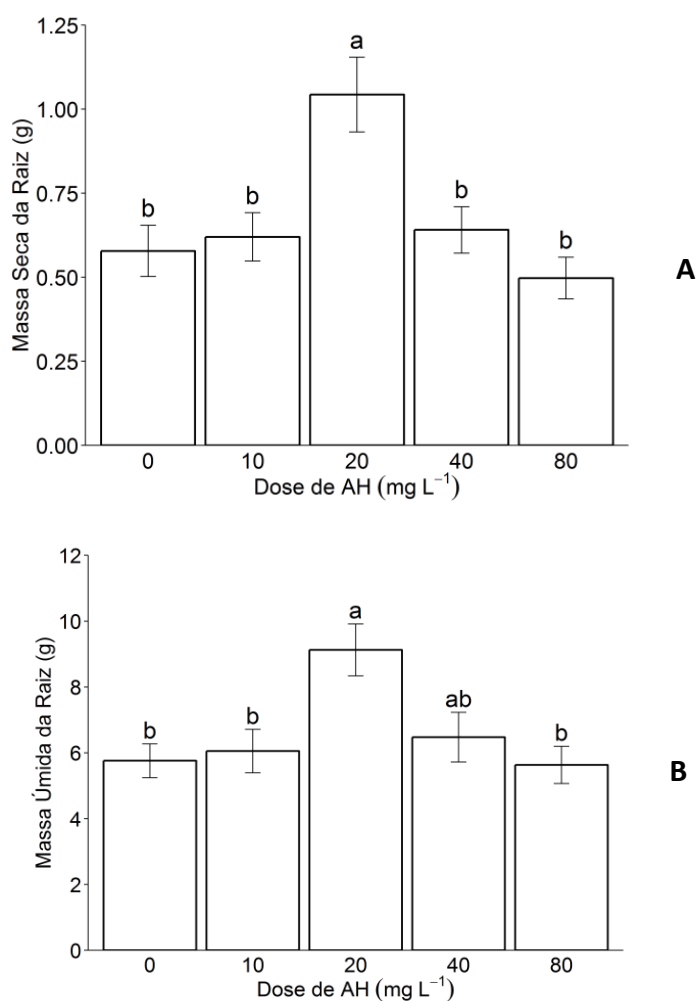 1.25
1.00
0.75
0.50
0.25
0.00
Massa Seca da Raiz (g)
b
b
a
b
b
0
10
20
40
80
Dose de AH (mg L⁻¹)
A
12
10
8
6
4
2
0
Massa Úmida da Raiz (g)
b
b
a
ab
b
0
10
20
40
80
Dose de AH (mg L⁻¹)
B